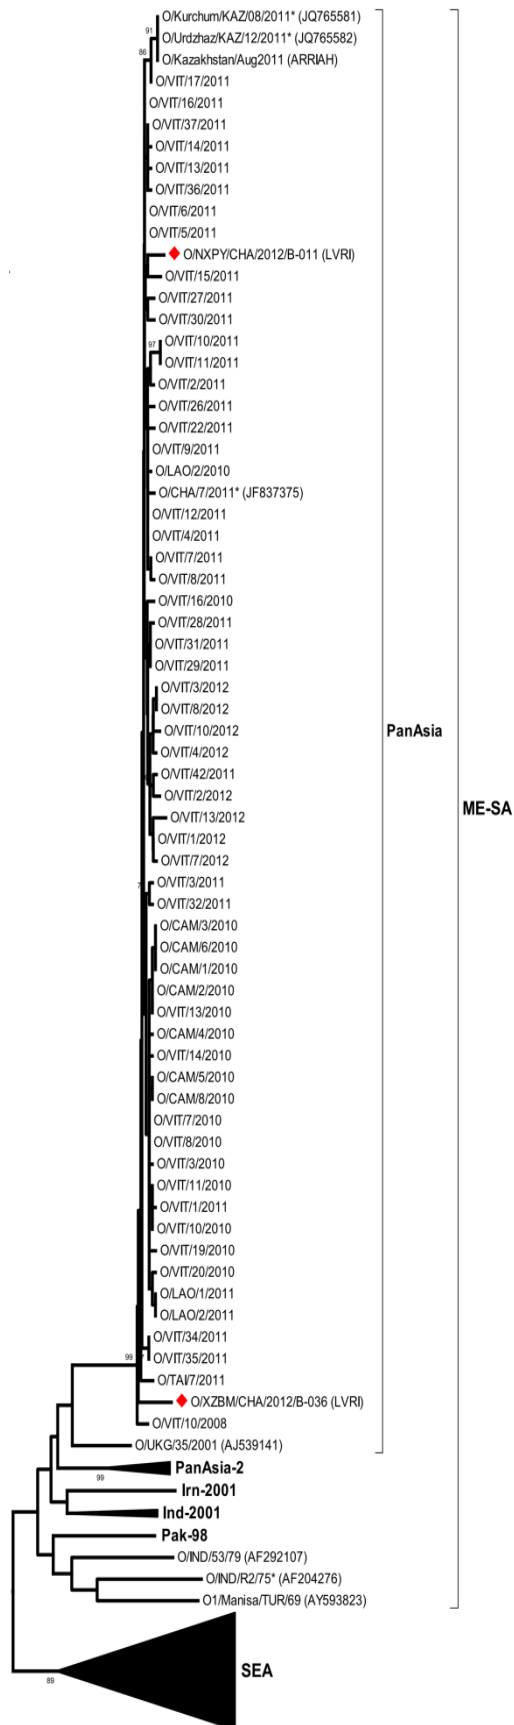 O/Kurchum/KAZ/08/2011* (JQ765581)
91
O/Urdzhaz/KAZ/12/2011* (JQ765582)
86
O/Kazakhstan/Aug2011 (ARRIAH)
O/VIT/17/2011
O/VIT/16/2011
O/VIT/37/2011
O/VIT/14/2011
O/VIT/13/2011
O/VIT/36/2011
O/VIT/6/2011
O/VIT/5/2011
O/NXPY/CHA/2012/B-011 (LVRI)
O/VIT/15/2011
O/VIT/27/2011
O/VIT/30/2011
O/VIT/10/2011
97
O/VIT/11/2011
O/VIT/2/2011
O/VIT/26/2011
O/VIT/22/2011
O/VIT/9/2011
O/LAO/2/2010
O/CHA/7/2011* (JF837375)
O/VIT/12/2011
O/VIT/4/2011
O/VIT/7/2011
O/VIT/8/2011
O/VIT/16/2010
O/VIT/28/2011
O/VIT/31/2011
O/VIT/29/2011
O/VIT/3/2012
O/VIT/8/2012
O/VIT/10/2012
PanAsia
O/VIT/4/2012
O/VIT/42/2011
O/VIT/2/2012
ME-SA
O/VIT/13/2012
O/VIT/1/2012
O/VIT/7/2012
O/VIT/3/2011
O/VIT/32/2011
O/CAM/3/2010
O/CAM/6/2010
O/CAM/1/2010
O/CAM/2/2010
O/VIT/13/2010
O/CAM/4/2010
O/VIT/14/2010
O/CAM/5/2010
O/CAM/8/2010
O/VIT/7/2010
O/VIT/8/2010
O/VIT/3/2010
O/VIT/11/2010
O/VIT/1/2011
O/VIT/10/2010
O/VIT/19/2010
O/VIT/20/2010
O/LAO/1/2011
O/LAO/2/2011
O/VIT/34/2011
99
O/VIT/35/2011
O/TAI/7/2011
O/XZBM/CHA/2012/B-036 (LVRI)
O/VIT/10/2008
O/UKG/35/2001 (AJ539141)
PanAsia-2
99
Irn-2001
Ind-2001
Pak-98
O/IND/53/79 (AF292107)
O/IND/R2/75* (AF204276)
O1/Manisa/TUR/69 (AY593823)
SEA
89